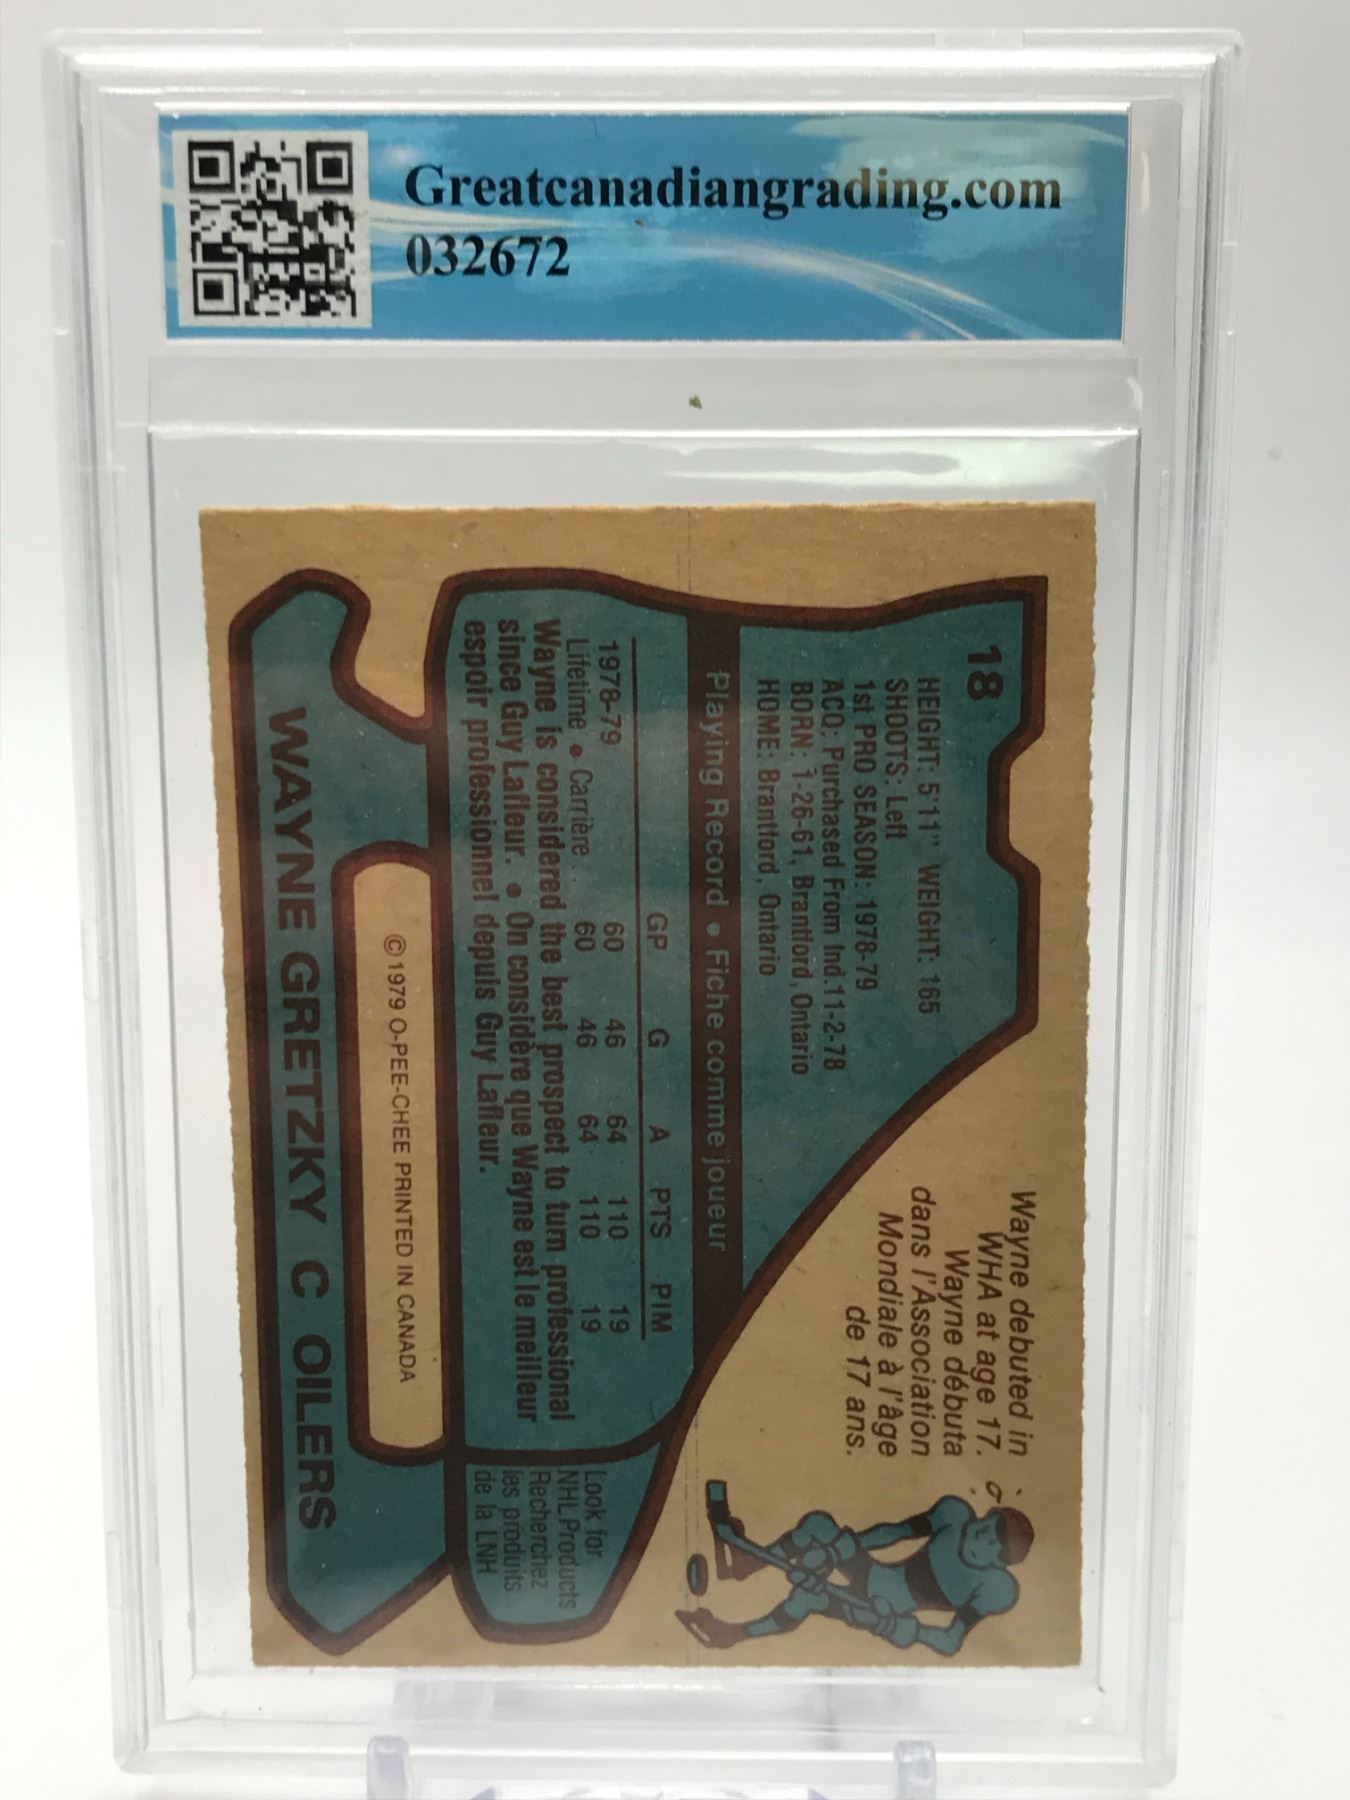 Greatcanadiangrading.com
032672
18
HEIGHT: 5'11" WEIGHT: 165
SHOOTS: Left
1st PRO SEASON: 1978-79
ACQ: Purchased From Ind.11-2-78
BORN: 1-26-61, Brantford, Ontario
HOME: Brantford, Ontario
Wayne debuted in
WHA at age 17.
Wayne débuta
dans l'Association
Mondiale à l'âge
de 17 ans.
Playing Record • Fiche comme joueur
GP G A PTS PIM
1978-79 60 46 64 110 19
Lifetime • Carrière 60 46 64 110 19
Wayne is considered the best prospect to turn professional
since Guy Lafleur. • On considère que Wayne est le meilleur
espoir professionnel depuis Guy Lafleur.
Look for
NHL Products
Recherchez
les produits
de la LNH
© 1979 O-PEE-CHEE PRINTED IN CANADA
WAYNE GRETZKY C OILERS